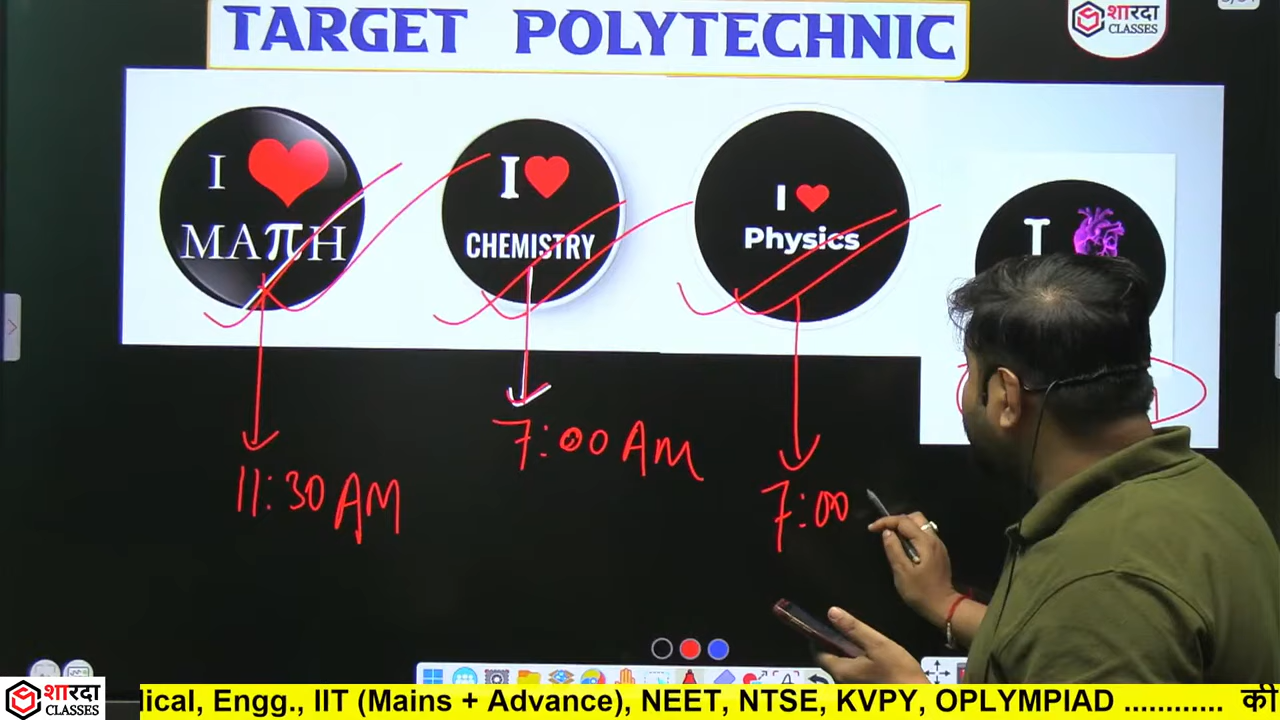 TARGET POLYTECHNIC
शारदा
CLASSES
I
MAπH
I
CHEMISTRY
I
Physics
I
11:30 AM
7:00 AM
7:00
शारदा
CLASSES
ical, Engg., IIT (Mains + Advance), NEET, NTSE, KVPY, OPLYMPIAD ............ की